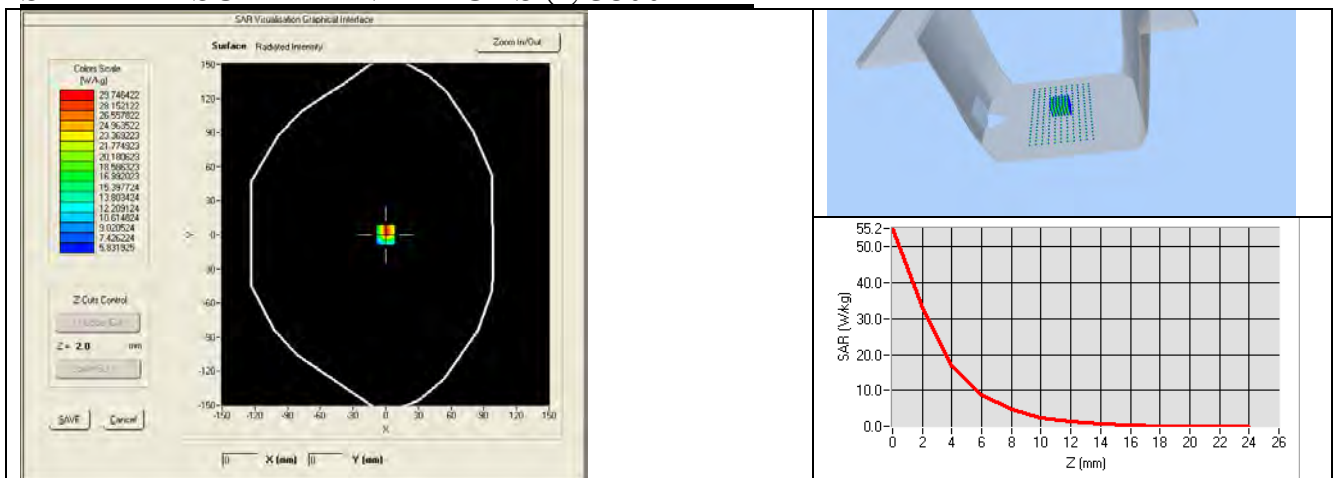 SAR Visualisation Graphical Interface
Surface Radiated Intensity
Zoom In/Out
Colors Scale
(W/kg)
29.746422
28.152122
26.557822
24.963522
23.369223
21.774923
20.180623
18.586323
16.992023
15.397724
13.803424
12.209124
10.614824
9.020524
7.426224
5.831925
Z Cuts Control
Z = 2.0 mm
SAVE
Cancel
150
120
90
60
30
0
-30
-60
-90
-120
-150
Y
-150 -120 -90 -60 -30 0 30 60 90 120 150
X
0 X (mm) 0 Y (mm)
55.2
50.0
40.0
30.0
20.0
10.0
0.0
SAR (W/kg)
0 2 4 6 8 10 12 14 16 18 20 22 24 26
Z (mm)